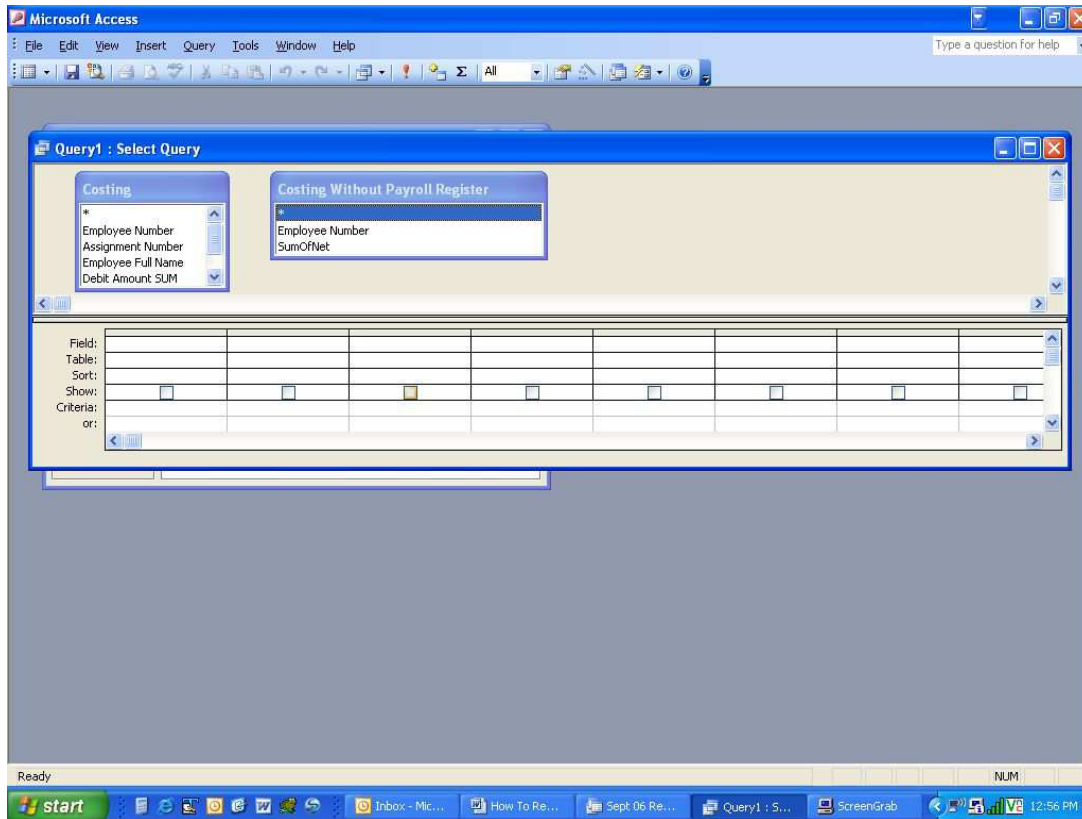 Microsoft Access
File Edit View Insert Query Tools Window Help
Type a question for help
All
Query1 : Select Query
Costing
*
Employee Number
Assignment Number
Employee Full Name
Debit Amount SUM
Costing Without Payroll Register
*
Employee Number
SumOfNet
Field:
Table:
Sort:
Show:
Criteria:
or:
Ready
NUM
start
Inbox - Mic...
How To Re...
Sept 06 Re...
Query1 : S...
ScreenGrab
12:56 PM